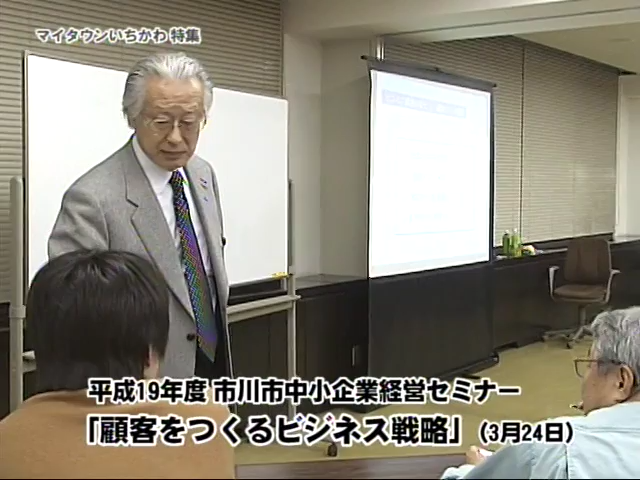 マイタウンいちかわ 特集
平成19年度 市川市中小企業経営セミナー
「顧客をつくるビジネス戦略」 (3月24日)